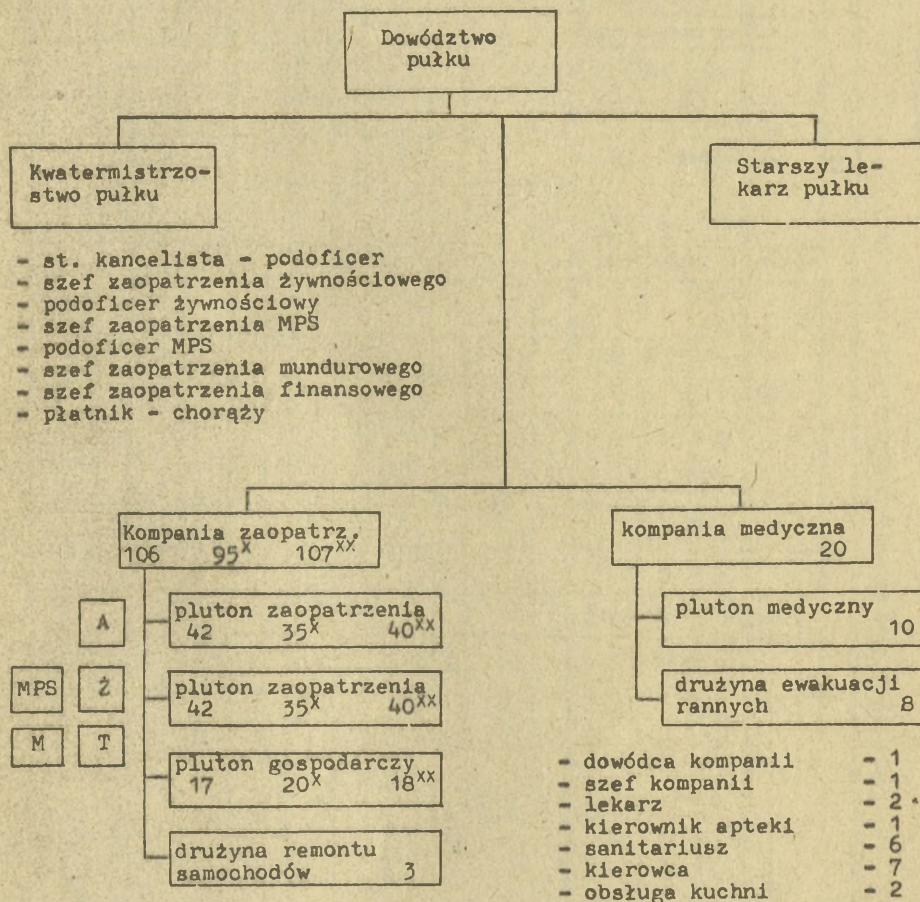 Dowództwo
pułku
Kwatermistrzo-
stwo pułku
Starszy le-
karz pułku
- st. kancelista - podoficer
- szef zaopatrzenia żywnościowego
- podoficer żywnościowy
- szef zaopatrzenia MPS
- podoficer MPS
- szef zaopatrzenia mundurowego
- szef zaopatrzenia finansowego
- płatnik - chorąży
Kompania zaopatrz.
106 95x 107xx
kompania medyczna
20
A
pluton zaopatrzenia
42 35x 40xx
pluton medyczny
10
MPS Ż
pluton zaopatrzenia
42 35x 40xx
drużyna ewakuacji
rannych 8
M T
pluton gospodarczy
17 20x 18xx
drużyna remontu
samochodów 3
- dowódca kompanii - 1
- szef kompanii - 1
- lekarz - 2
- kierownik apteki - 1
- sanitariusz - 6
- kierowca - 7
- obsługa kuchni - 2